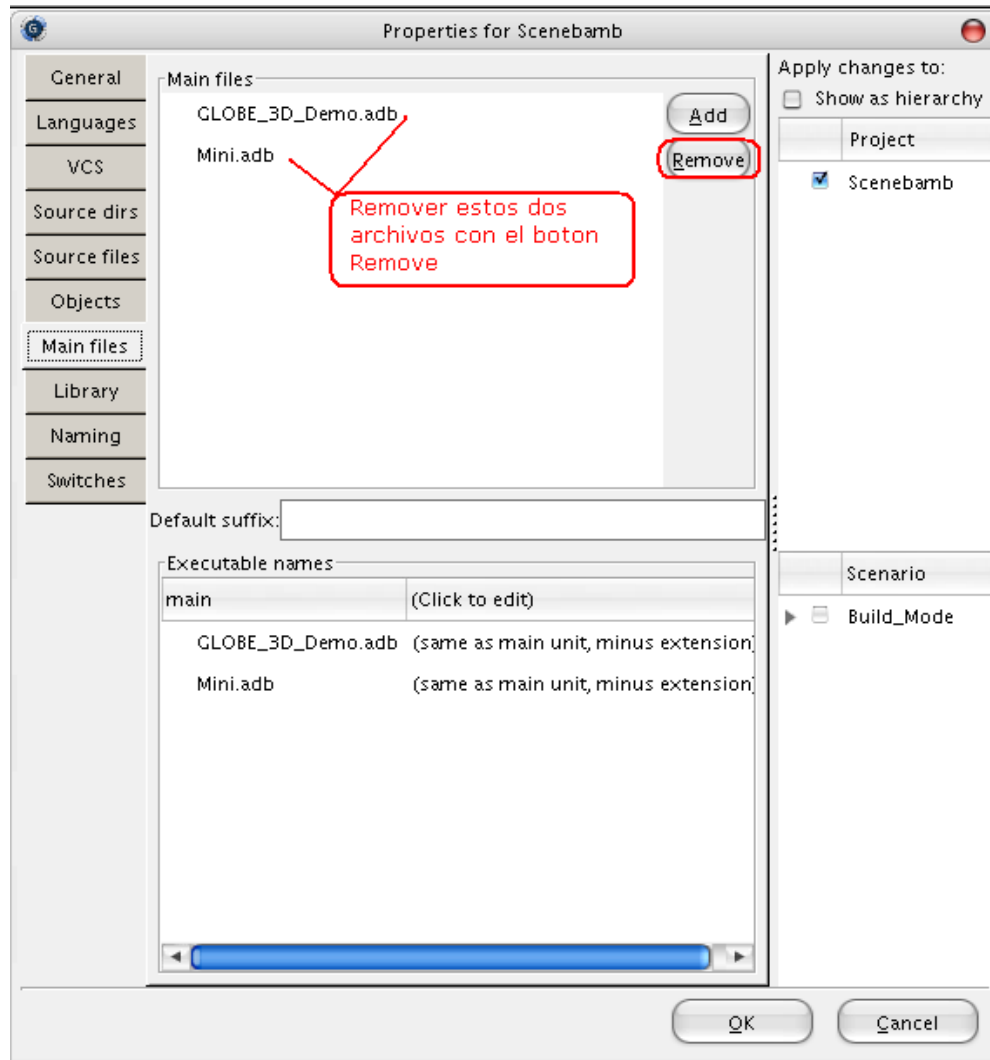 Properties for Scenebamb
General
Languages
VCS
Source dirs
Source files
Objects
Main files
Library
Naming
Switches
Main files
GLOBE_3D_Demo.adb
Mini.adb
Add
Remove
Remover estos dos
archivos con el boton
Remove
Default suffix:
Executable names
main (Click to edit)
GLOBE_3D_Demo.adb (same as main unit, minus extension)
Mini.adb (same as main unit, minus extension)
Apply changes to:
Show as hierarchy
Project
Scenebamb
Scenario
Build_Mode
OK Cancel